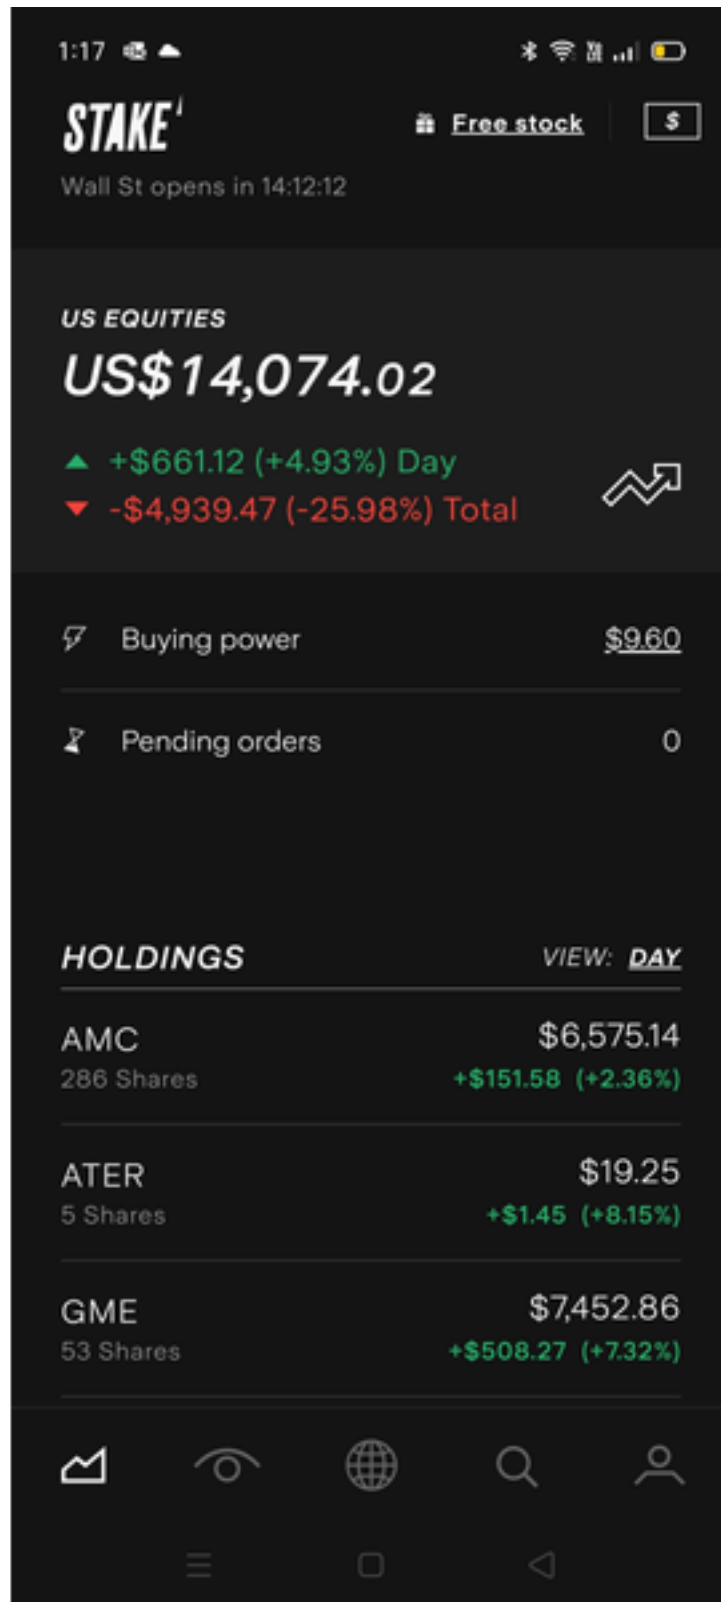 1:17
STAKE
Free stock
$
Wall St opens in 14:12:12
US EQUITIES
US$14,074.02
+$661.12 (+4.93%) Day
-$4,939.47 (-25.98%) Total
Buying power
$9.60
Pending orders
0
HOLDINGS
VIEW: DAY
AMC
$6,575.14
286 Shares
+$151.58 (+2.36%)
ATER
$19.25
5 Shares
+$1.45 (+8.15%)
GME
$7,452.86
53 Shares
+$508.27 (+7.32%)